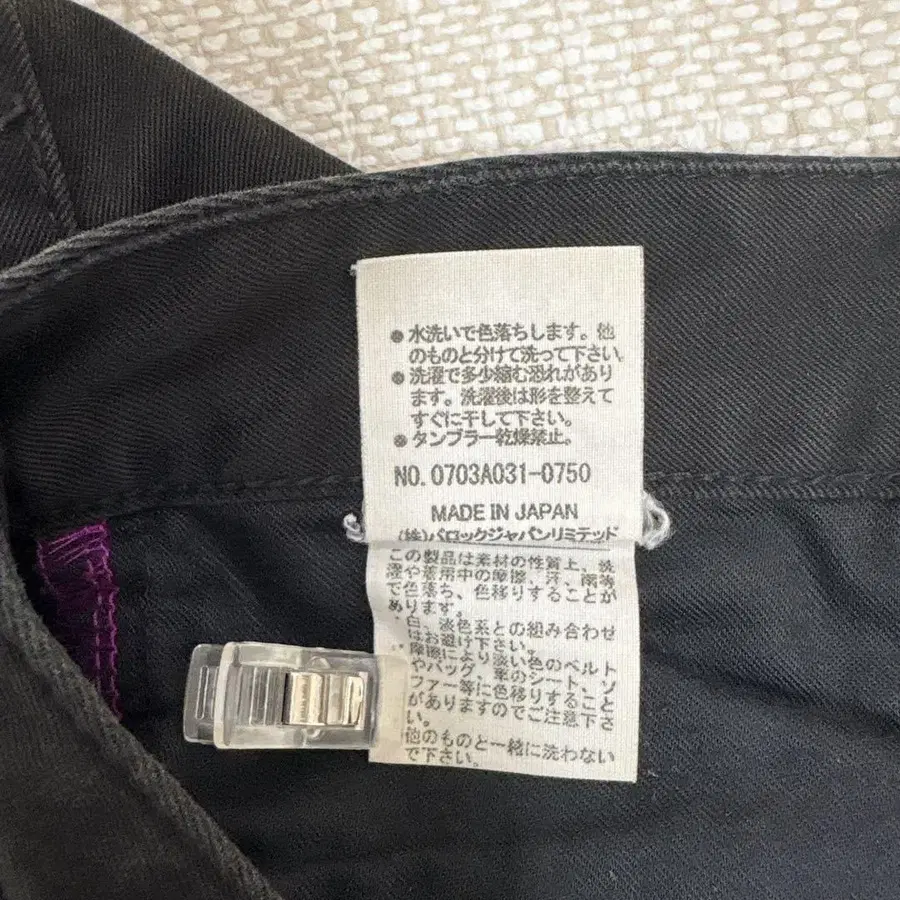 ●水洗いで色落ちします。他
のものと分けて洗って下さい。
●洗濯で多少縮む恐れがあり
ます。洗濯後は形を整えて
すぐに干して下さい。
●タンブラー乾燥禁止。
NO. 0703A031-0750
MADE IN JAPAN
(株)バロックジャパンリミテッド
この製品は素材の性質上、洗
濯や着用中の摩擦、汗、雨等
で色落ち、色移りすることが
あります。
・白、淡色系との組み合わせ
はお避け下さい。
・摩擦により淡い色のベルト
やバッグ、革のシート、ソ
ファー等に色移りすること
がありますのでご注意下さ
い。
他のものと一緒に洗わない
で下さい。